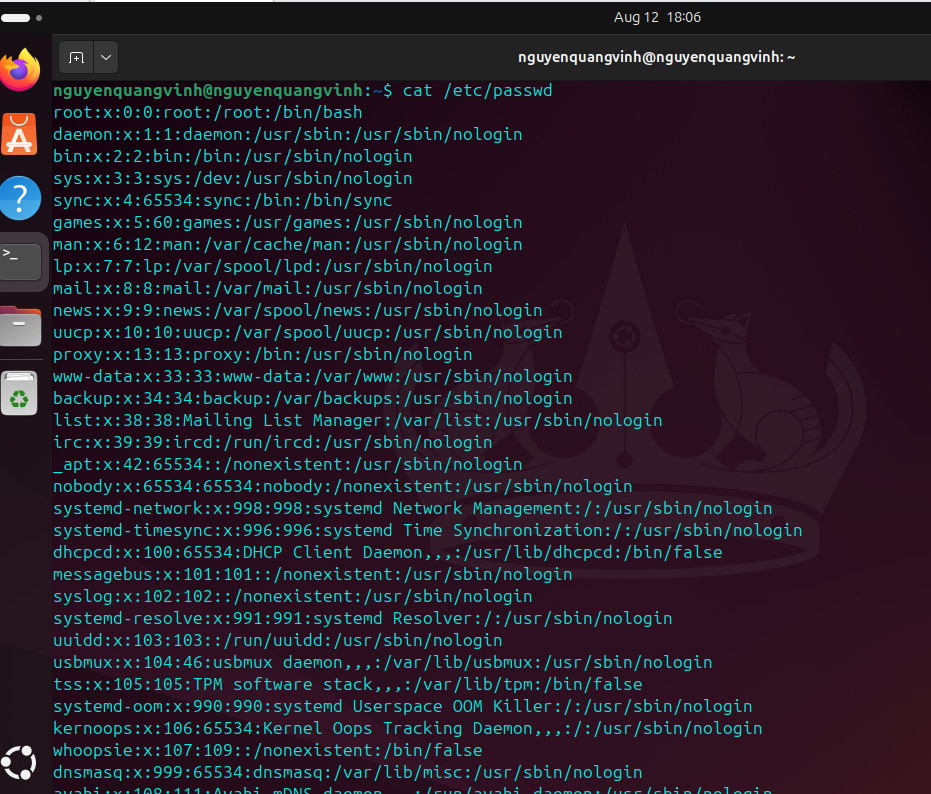 Aug 12 18:06
nguyenquangvinh@nguyenquangvinh: ~
nguyenquangvinh@nguyenquangvinh:~$ cat /etc/passwd
root:x:0:0:root:/root:/bin/bash
daemon:x:1:1:daemon:/usr/sbin:/usr/sbin/nologin
bin:x:2:2:bin:/bin:/usr/sbin/nologin
sys:x:3:3:sys:/dev:/usr/sbin/nologin
sync:x:4:65534:sync:/bin:/bin/sync
games:x:5:60:games:/usr/games:/usr/sbin/nologin
man:x:6:12:man:/var/cache/man:/usr/sbin/nologin
lp:x:7:7:lp:/var/spool/lpd:/usr/sbin/nologin
mail:x:8:8:mail:/var/mail:/usr/sbin/nologin
news:x:9:9:news:/var/spool/news:/usr/sbin/nologin
uucp:x:10:10:uucp:/var/spool/uucp:/usr/sbin/nologin
proxy:x:13:13:proxy:/bin:/usr/sbin/nologin
www-data:x:33:33:www-data:/var/www:/usr/sbin/nologin
backup:x:34:34:backup:/var/backups:/usr/sbin/nologin
list:x:38:38:Mailing List Manager:/var/list:/usr/sbin/nologin
irc:x:39:39:ircd:/run/ircd:/usr/sbin/nologin
_apt:x:42:65534::/nonexistent:/usr/sbin/nologin
nobody:x:65534:65534:nobody:/nonexistent:/usr/sbin/nologin
systemd-network:x:998:998:systemd Network Management:/:/usr/sbin/nologin
systemd-timesync:x:996:996:systemd Time Synchronization:/:/usr/sbin/nologin
dhcpcd:x:100:65534:DHCP Client Daemon,,,:/usr/lib/dhcpcd:/bin/false
messagebus:x:101:101::/nonexistent:/usr/sbin/nologin
syslog:x:102:102::/nonexistent:/usr/sbin/nologin
systemd-resolve:x:991:991:systemd Resolver:/:/usr/sbin/nologin
uuidd:x:103:103::/run/uuidd:/usr/sbin/nologin
usbmux:x:104:46:usbmux daemon,,,:/var/lib/usbmux:/usr/sbin/nologin
tss:x:105:105:TPM software stack,,,:/var/lib/tpm:/bin/false
systemd-oom:x:990:990:systemd Userspace OOM Killer:/:/usr/sbin/nologin
kernoops:x:106:65534:Kernel Oops Tracking Daemon,,,:/:/usr/sbin/nologin
whoopsie:x:107:109::/nonexistent:/bin/false
dnsmasq:x:999:65534:dnsmasq:/var/lib/misc:/usr/sbin/nologin
avahi:x:108:111:Avahi mDNS daemon,,,:/run/avahi-daemon:/usr/sbin/nologin